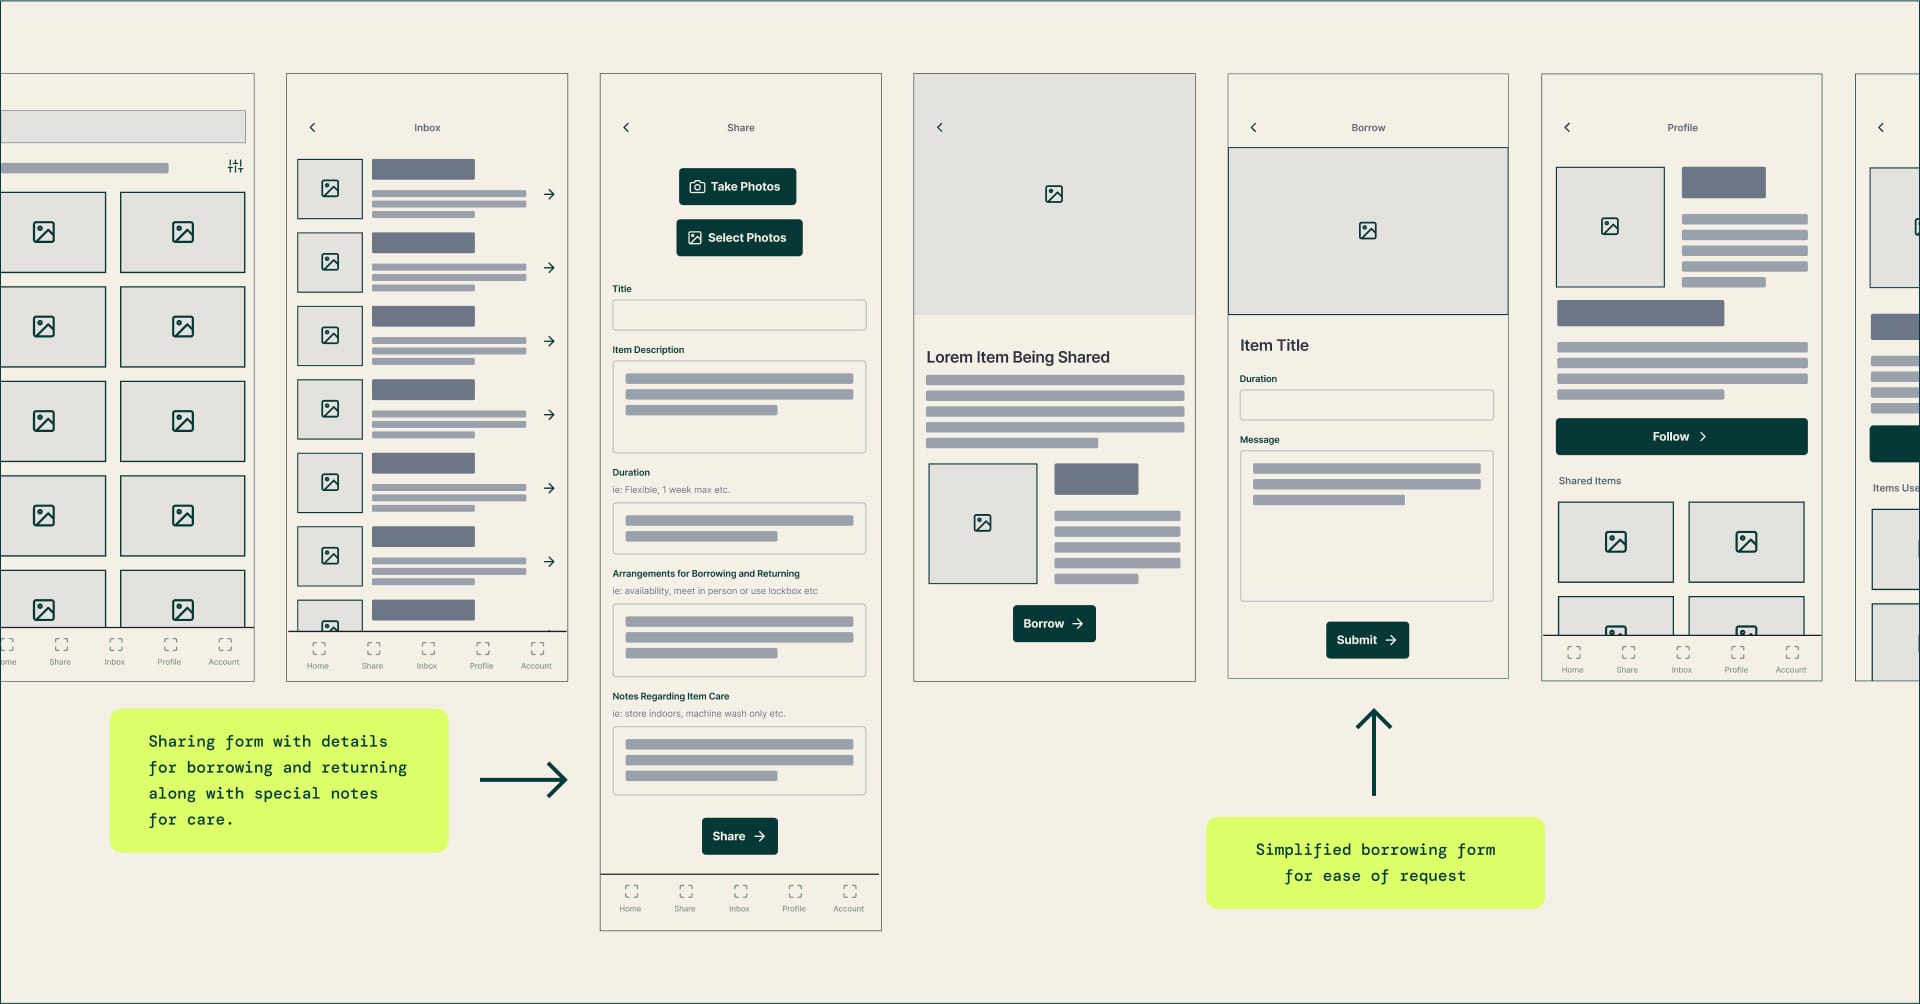 ome
Share
Inbox
Profile
Account
Inbox
Home
Share
Inbox
Profile
Account
Share
Take Photos
Select Photos
Title
Item Description
Duration
ie: Flexible, 1 week max etc.
Arrangements for Borrowing and Returning
ie: availability, meet in person or use lockbox etc
Notes Regarding Item Care
ie: store indoors, machine wash only etc.
Share
Home
Share
Inbox
Profile
Account
Lorem Item Being Shared
Borrow
Borrow
Item Title
Duration
Message
Submit
Profile
Follow
Shared Items
Home
Share
Inbox
Profile
Account
Items Use
Sharing form with details
for borrowing and returning
along with special notes
for care.
Simplified borrowing form
for ease of request